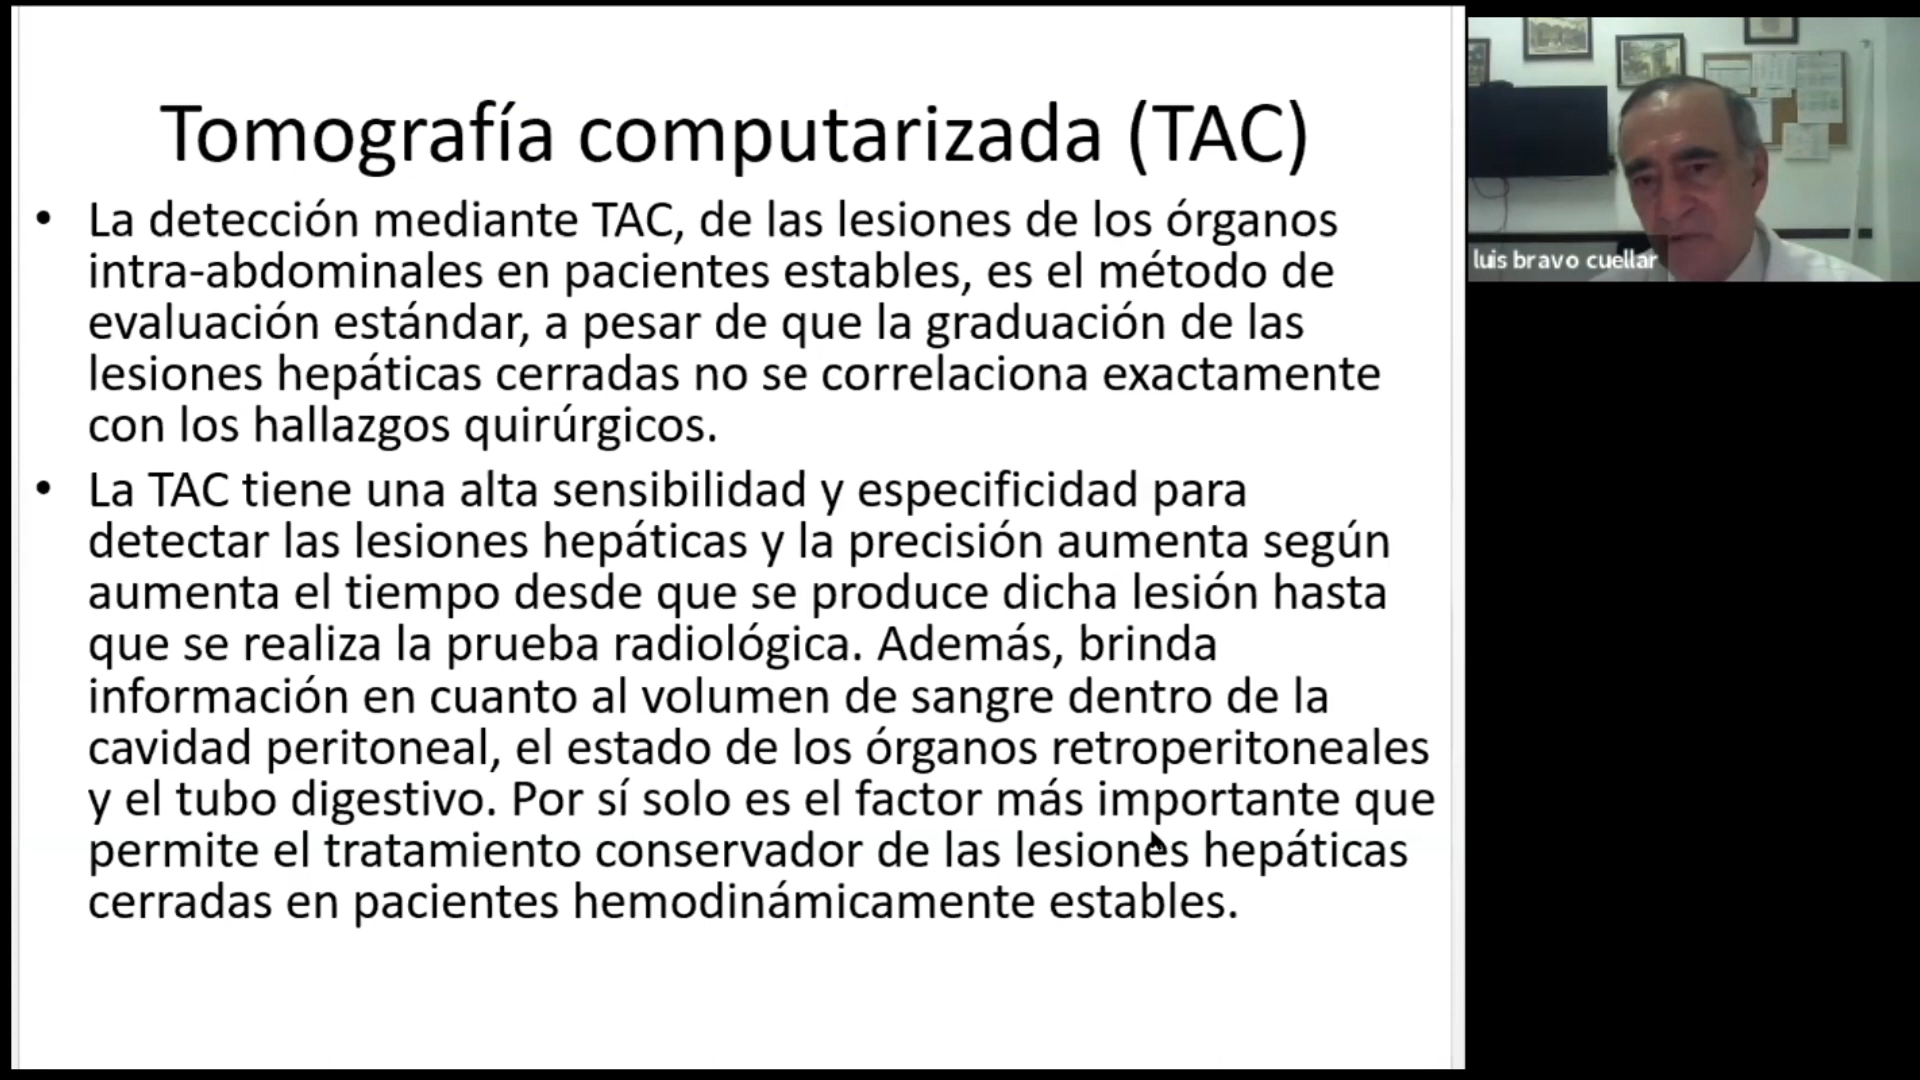 Tomografía computarizada (TAC)
• La detección mediante TAC, de las lesiones de los órganos
intra-abdominales en pacientes estables, es el método de
evaluación estándar, a pesar de que la graduación de las
lesiones hepáticas cerradas no se correlaciona exactamente
con los hallazgos quirúrgicos.
• La TAC tiene una alta sensibilidad y especificidad para
detectar las lesiones hepáticas y la precisión aumenta según
aumenta el tiempo desde que se produce dicha lesión hasta
que se realiza la prueba radiológica. Además, brinda
información en cuanto al volumen de sangre dentro de la
cavidad peritoneal, el estado de los órganos retroperitoneales
y el tubo digestivo. Por sí solo es el factor más importante que
permite el tratamiento conservador de las lesiones hepáticas
cerradas en pacientes hemodinámicamente estables.
luis bravo cuellar